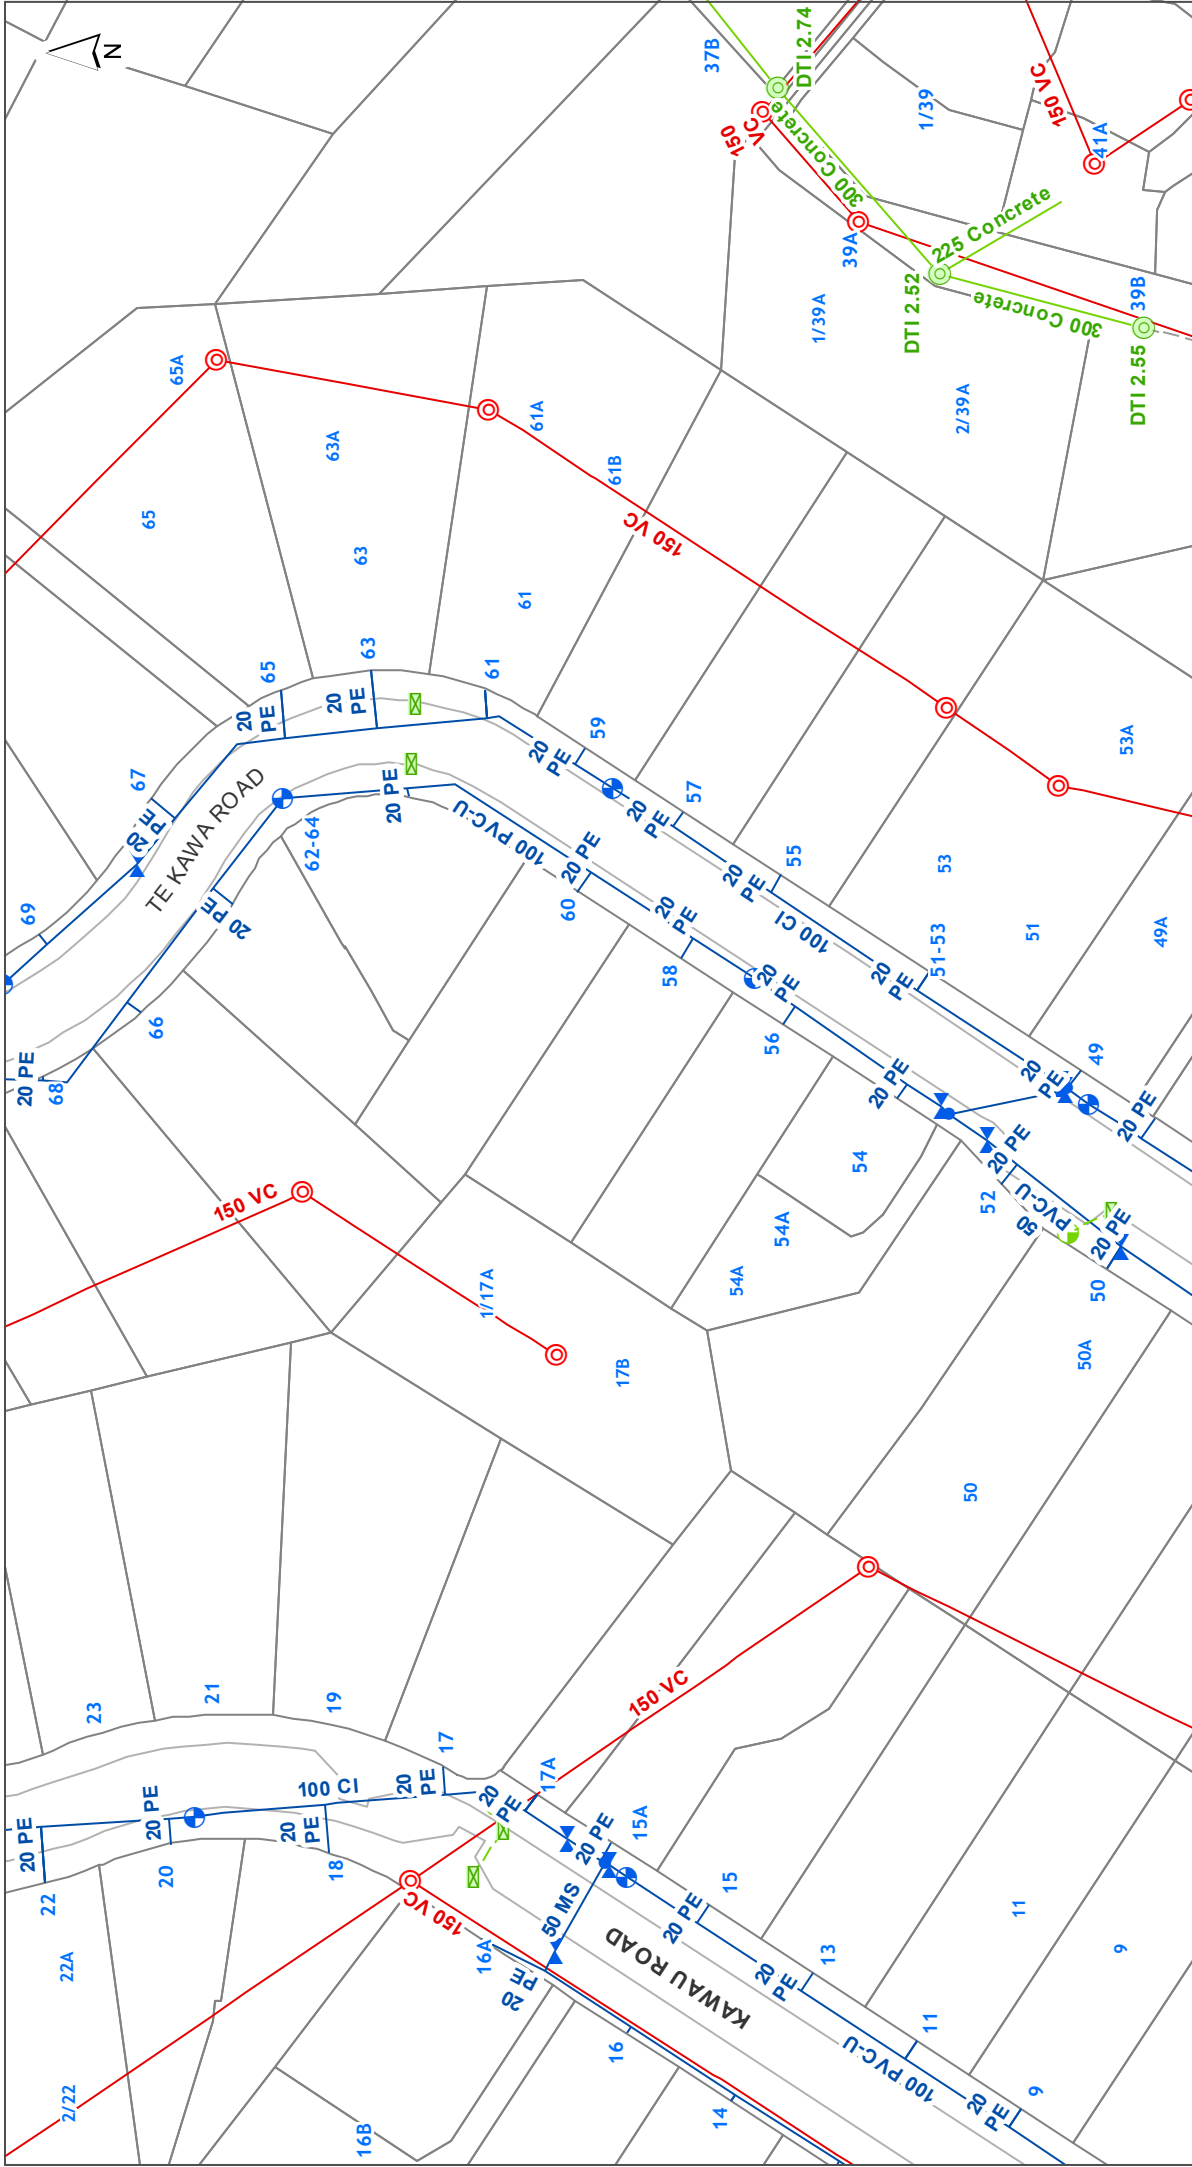 N
37B
DTI 2.74
150 VC
300 Concrete
1/39
150 VC
41A
39A
225 Concrete
DTI 2.52
300 Concrete
39B
DTI 2.55
1/39A
2/39A
65A
61A
63A
61B
65
63
61
150 VC
65
63
61
20
PE
20
PE
67
20
PE
TE KAWA ROAD
69
20 PE
62-64
20 PE
66
20 PE
68
100 PVC-U
20
PE
59
20
PE
57
20 PE
60
20
PE
55
100 CI
20
PE
58
20
PE
56
20
PE
51-53
53
53A
51
49A
20 PE
20
PE
49
20 PE
54
20 PE
52
50 PVC-U
20 PE
50
54A
54A
50A
50
150 VC
1/17A
17B
23
21
19
17
17A
150 VC
20 PE
22
20 PE
20
100 CI
20
PE
18
20
PE
20
PE
20 PE
15A
15
50 MS
150 VC
16A
20 PE
22A
2/22
16B
16
14
KAWAU ROAD
20 PE
13
20
PE
11
11
9
100 PVC-U
20
PE
9